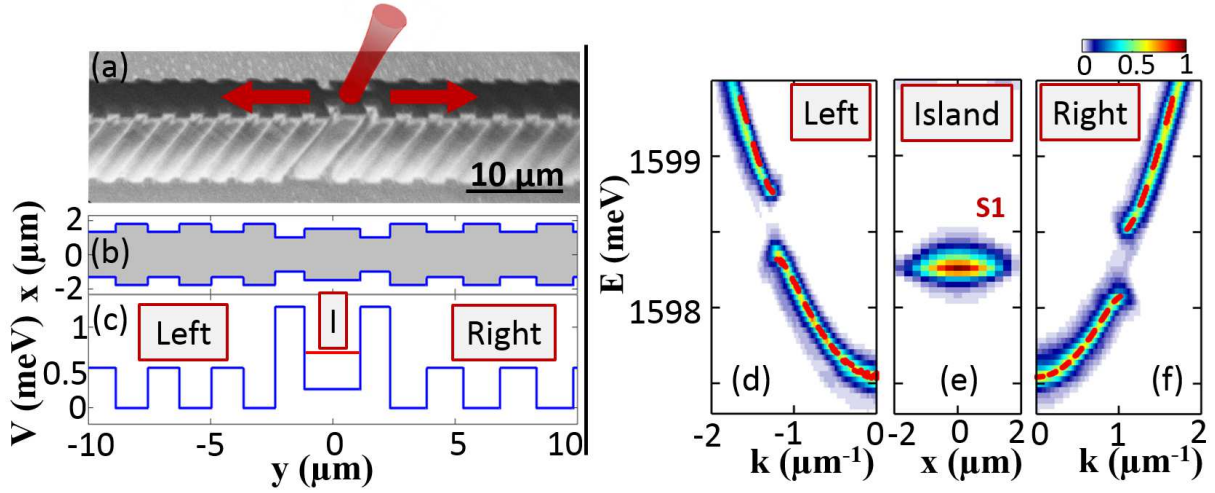 (a)
10 μm
x (μm)
2
0
-2
(b)
V (meV)
1
0.5
0
(c)
Left
I
Right
-10
-5
0
5
10
y (μm)
0
0.5
1
E (meV)
1599
1598
Left
(d)
-2
-1
0
k (μm⁻¹)
Island
S1
(e)
-2
0
2
x (μm)
Right
(f)
0
1
2
k (μm⁻¹)